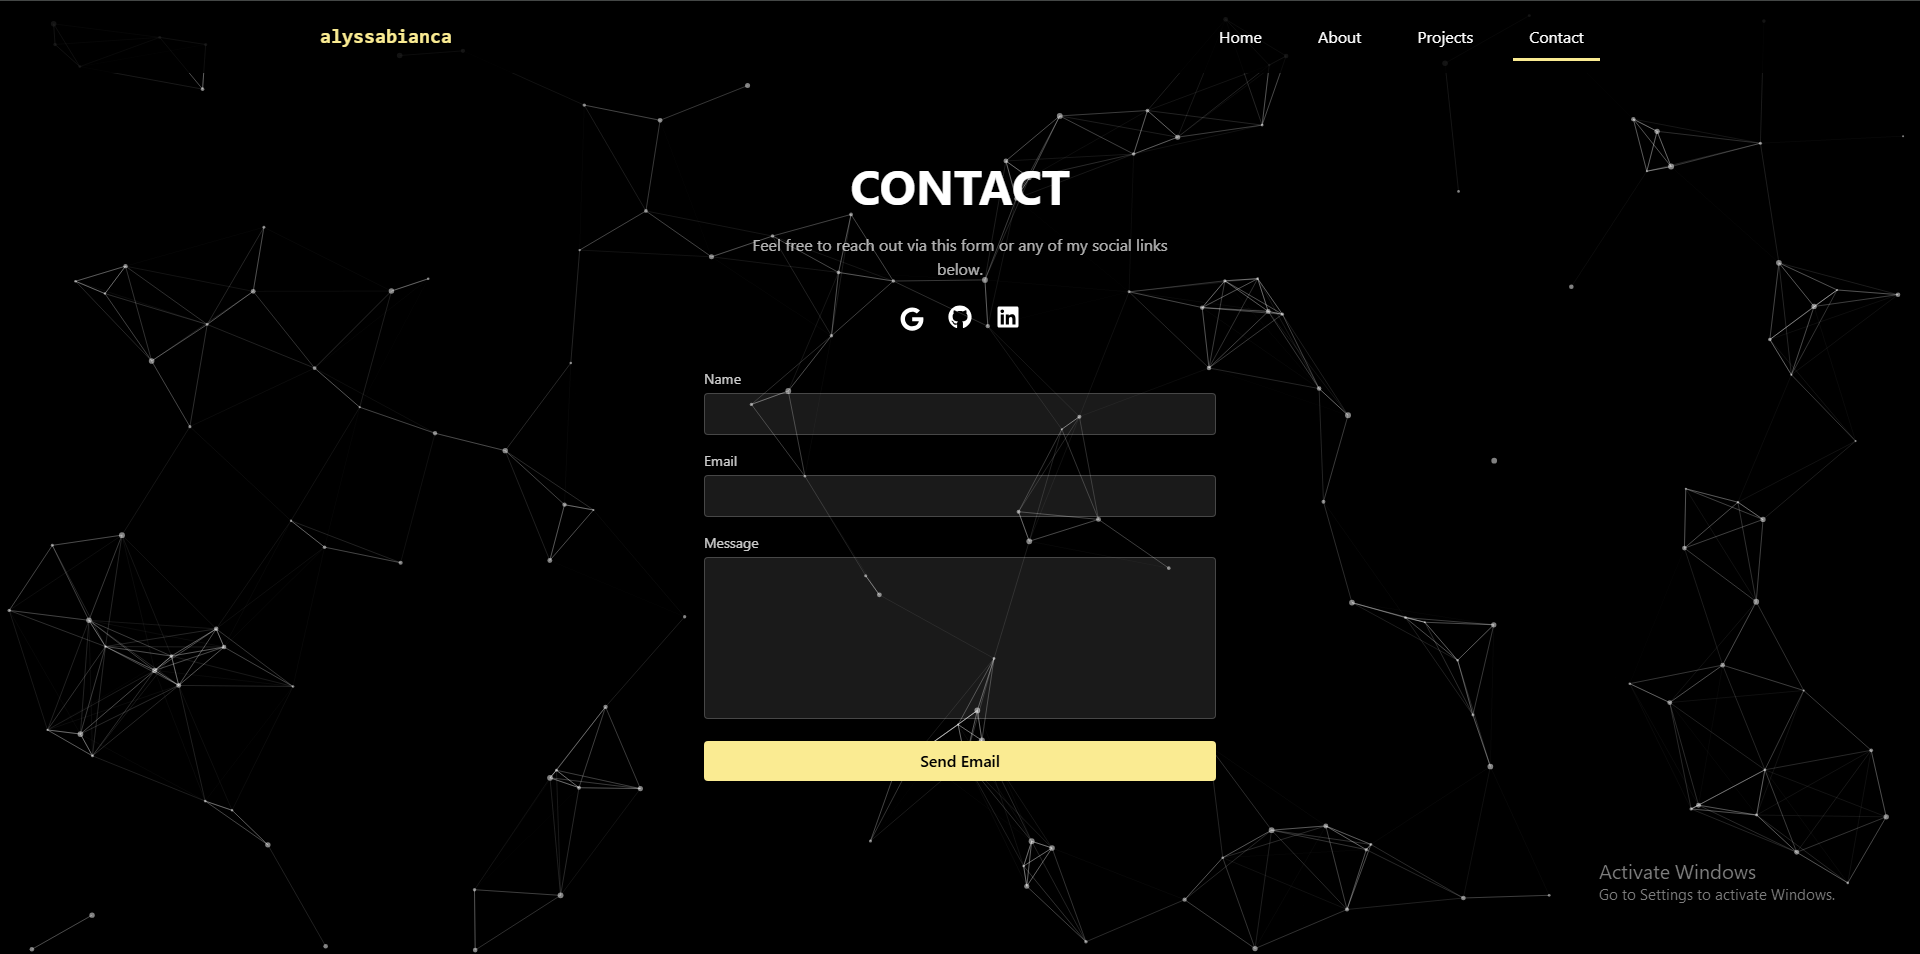 alyssabianca
Home
About
Projects
Contact
CONTACT
Feel free to reach out via this form or any of my social links
below.
Name
Email
Message
Send Email
Activate Windows
Go to Settings to activate Windows.